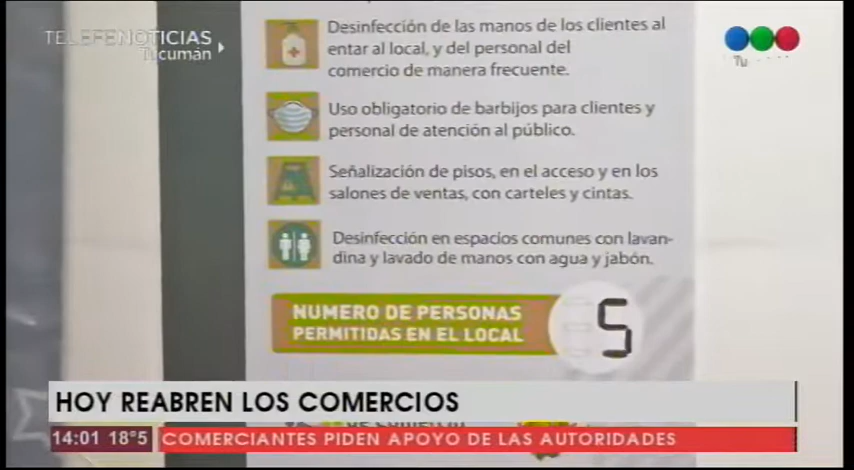 TELEFENOTICIAS
Tucumán
Tu
Desinfección de las manos de los clientes al
entar al local, y del personal del
comercio de manera frecuente.
Uso obligatorio de barbijos para clientes y
personal de atención al público.
Señalización de pisos, en el acceso y en los
salones de ventas, con carteles y cintas.
Desinfección en espacios comunes con lavan-
dina y lavado de manos con agua y jabón.
NUMERO DE PERSONAS
PERMITIDAS EN EL LOCAL
5
HOY REABREN LOS COMERCIOS
14:01 18°5 COMERCIANTES PIDEN APOYO DE LAS AUTORIDADES